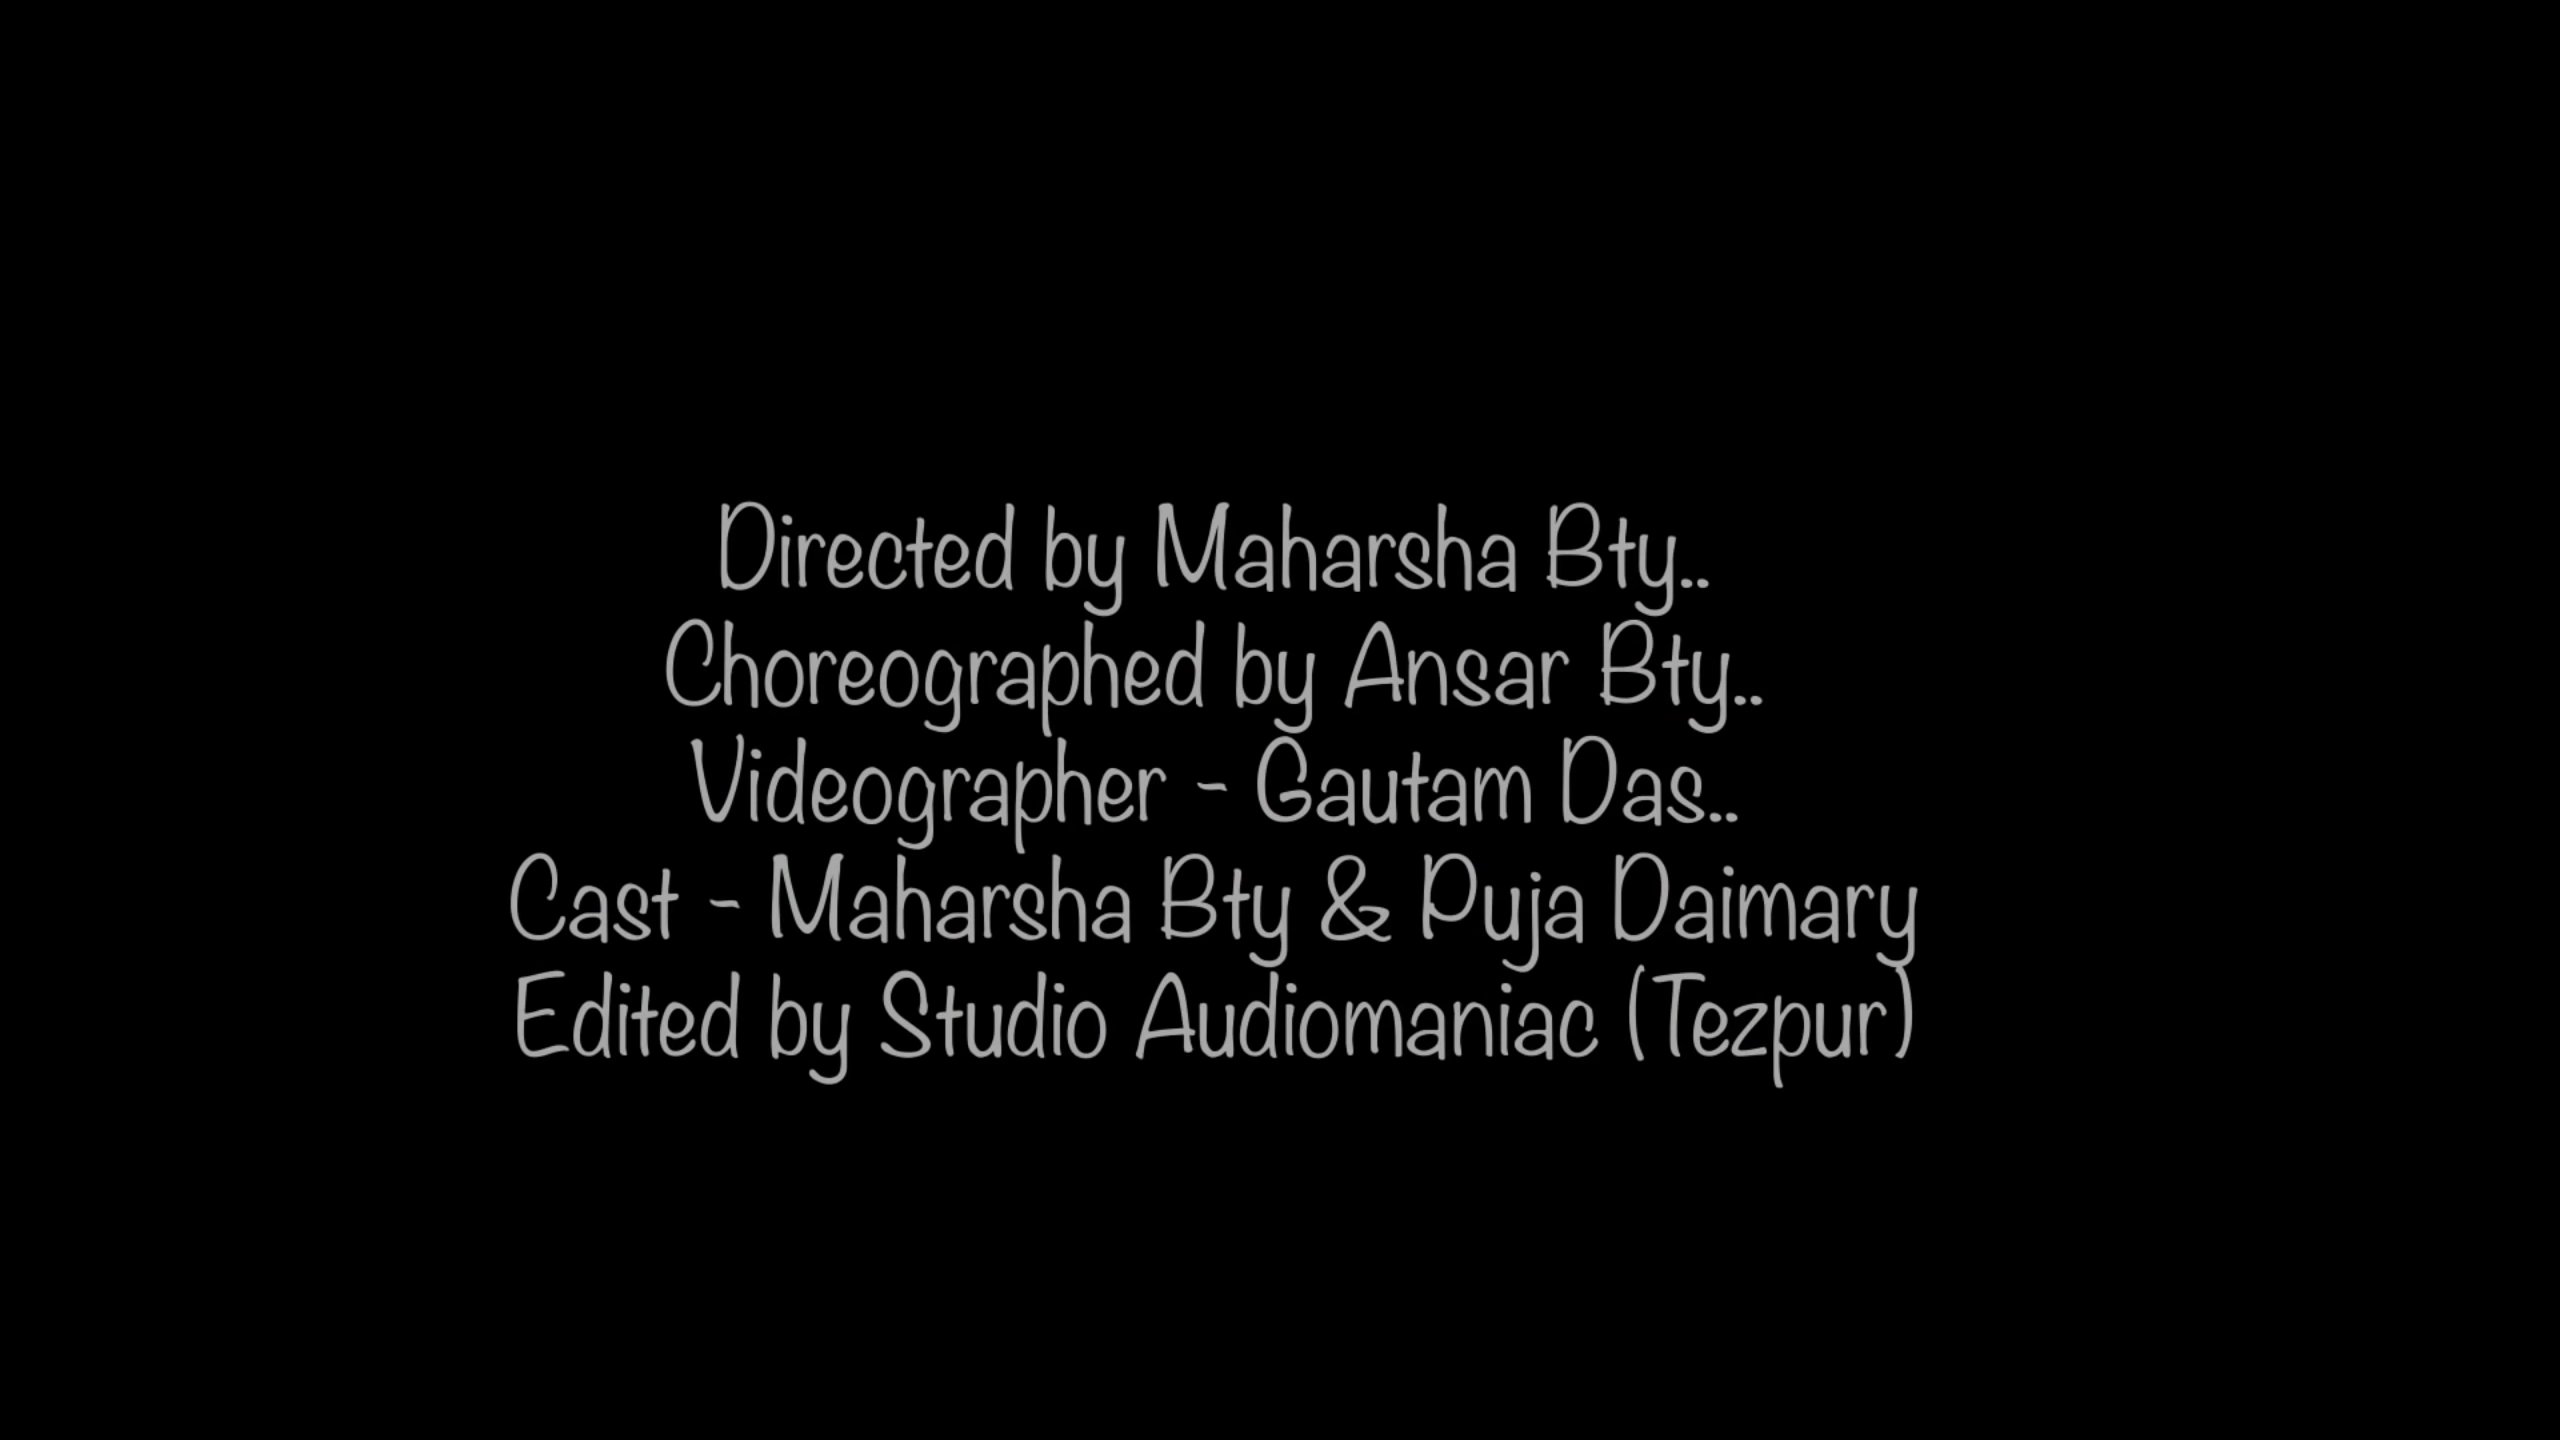 Directed by Maharsha Bty..
Choreographed by Ansar Bty..
Videographer - Gautam Das..
Cast - Maharsha Bty & Puja Daimary
Edited by Studio Audiomaniac (Tezpur)